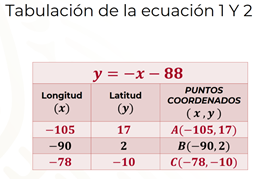 Tabulación de la ecuación 1 Y 2
y = −x − 88
Longitud (x) Latitud (y) PUNTOS COORDENADOS (x, y)
−105 17 A(−105, 17)
−90 2 B(−90, 2)
−78 −10 C(−78, −10)